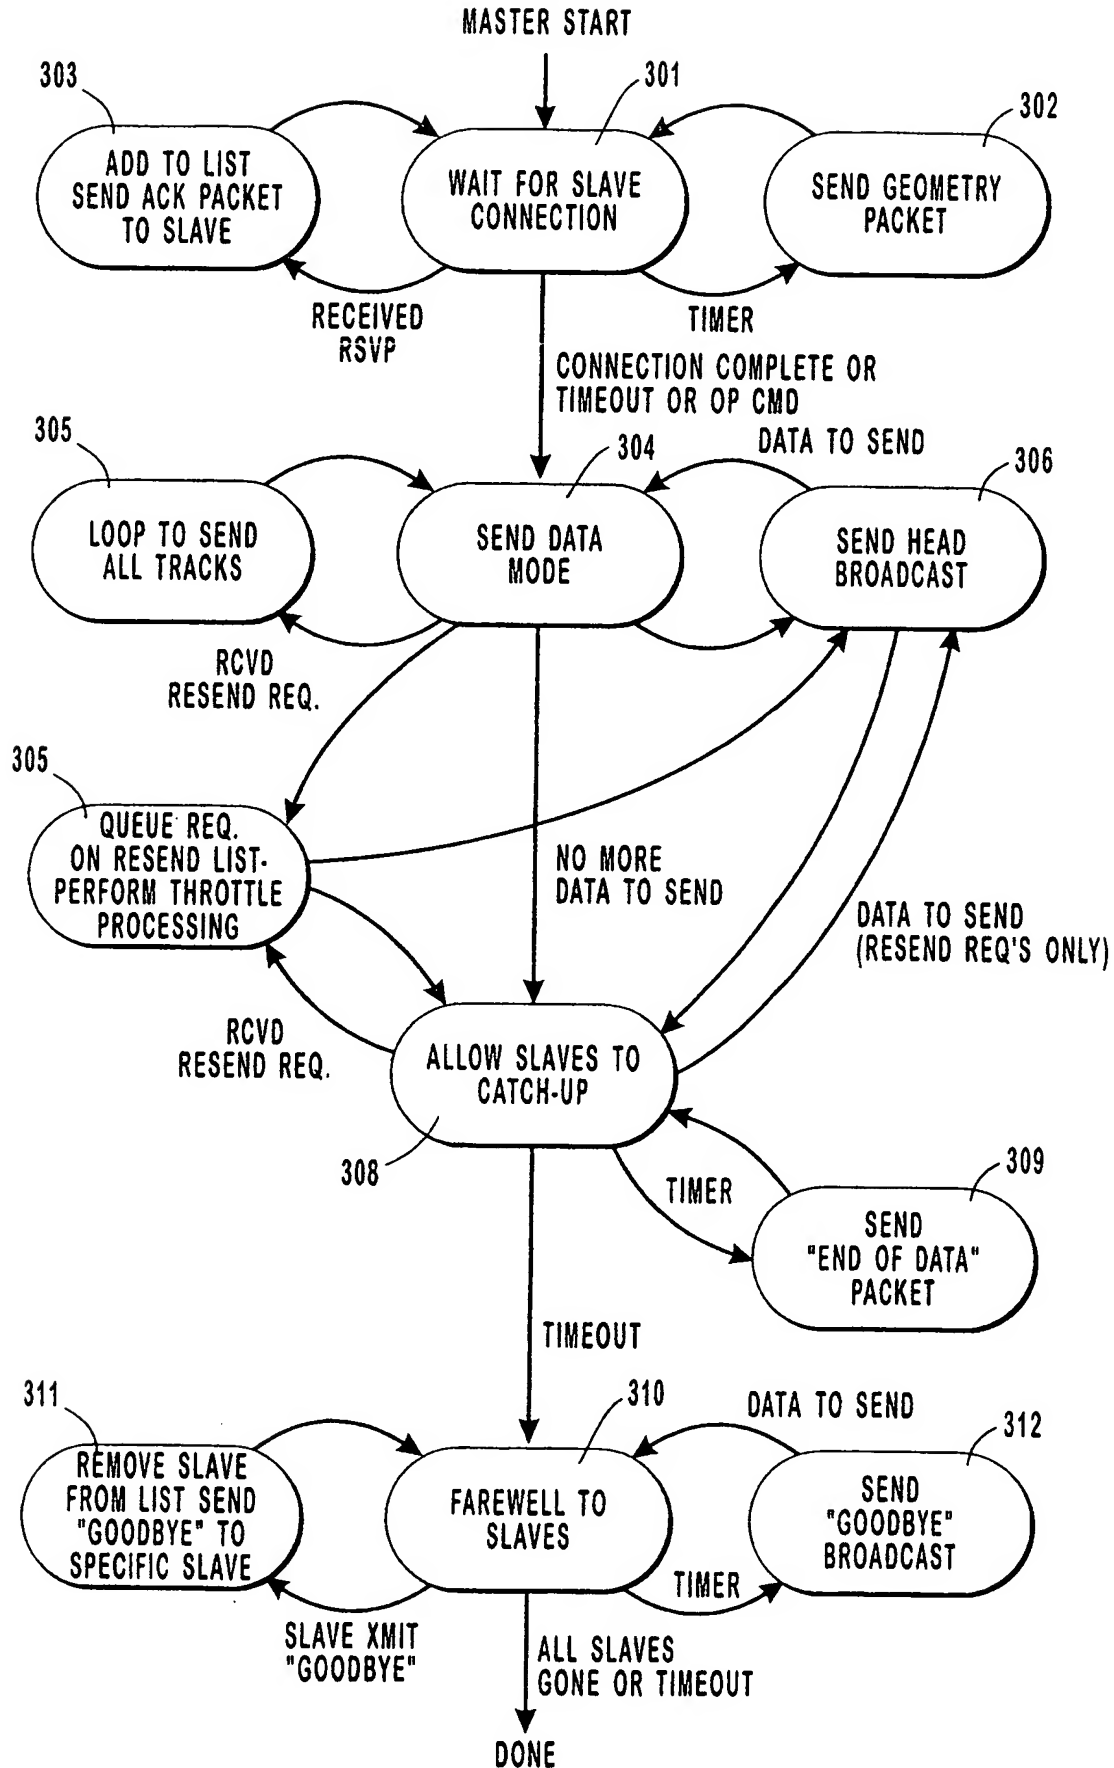 MASTER START
303
301
302
ADD TO LIST
SEND ACK PACKET
TO SLAVE
WAIT FOR SLAVE
CONNECTION
SEND GEOMETRY
PACKET
RECEIVED
RSVP
TIMER
CONNECTION COMPLETE OR
TIMEOUT OR OP CMD
305
304
DATA TO SEND
306
LOOP TO SEND
ALL TRACKS
SEND DATA
MODE
SEND HEAD
BROADCAST
RCVD
RESEND REQ.
305
QUEUE REQ.
ON RESEND LIST-
PERFORM THROTTLE
PROCESSING
NO MORE
DATA TO SEND
DATA TO SEND
(RESEND REQ'S ONLY)
RCVD
RESEND REQ.
ALLOW SLAVES TO
CATCH-UP
308
TIMER
309
SEND
"END OF DATA"
PACKET
TIMEOUT
311
310
DATA TO SEND
312
REMOVE SLAVE
FROM LIST SEND
"GOODBYE" TO
SPECIFIC SLAVE
FAREWELL TO
SLAVES
SEND
"GOODBYE"
BROADCAST
TIMER
SLAVE XMIT
"GOODBYE"
ALL SLAVES
GONE OR TIMEOUT
DONE